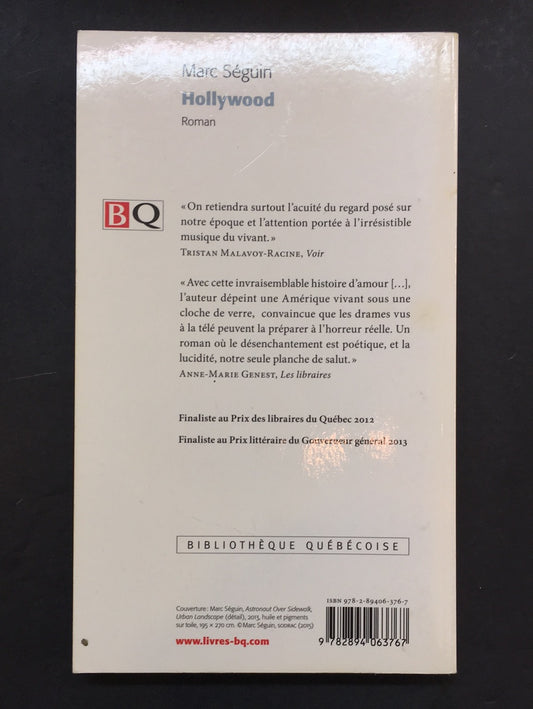 Marc Séguin
Hollywood
Roman
BQ
« On retiendra surtout l'acuité du regard posé sur
notre époque et l'attention portée à l'irrésistible
musique du vivant. »
Tristan Malavoy-Racine, Voir
« Avec cette invraisemblable histoire d'amour […],
l'auteur dépeint une Amérique vivant sous une
cloche de verre, convaincue que les drames vus
à la télé peuvent la préparer à l'horreur réelle. Un
roman où le désenchantement est poétique, et la
lucidité, notre seule planche de salut. »
Anne-Marie Genest, Les libraires
Finaliste au Prix des libraires du Québec 2012
Finaliste au Prix littéraire du Gouverneur général 2013
BIBLIOTHÈQUE QUÉBÉCOISE
Couverture : Marc Séguin, Astronaut Over Sidewalk,
Urban Landscape (détail), 2013, huile et pigments
sur toile, 195 × 270 cm. © Marc Séguin, SODRAC (2015)
www.livres-bq.com
ISBN 978-2-89406-376-7
9 782894 063767